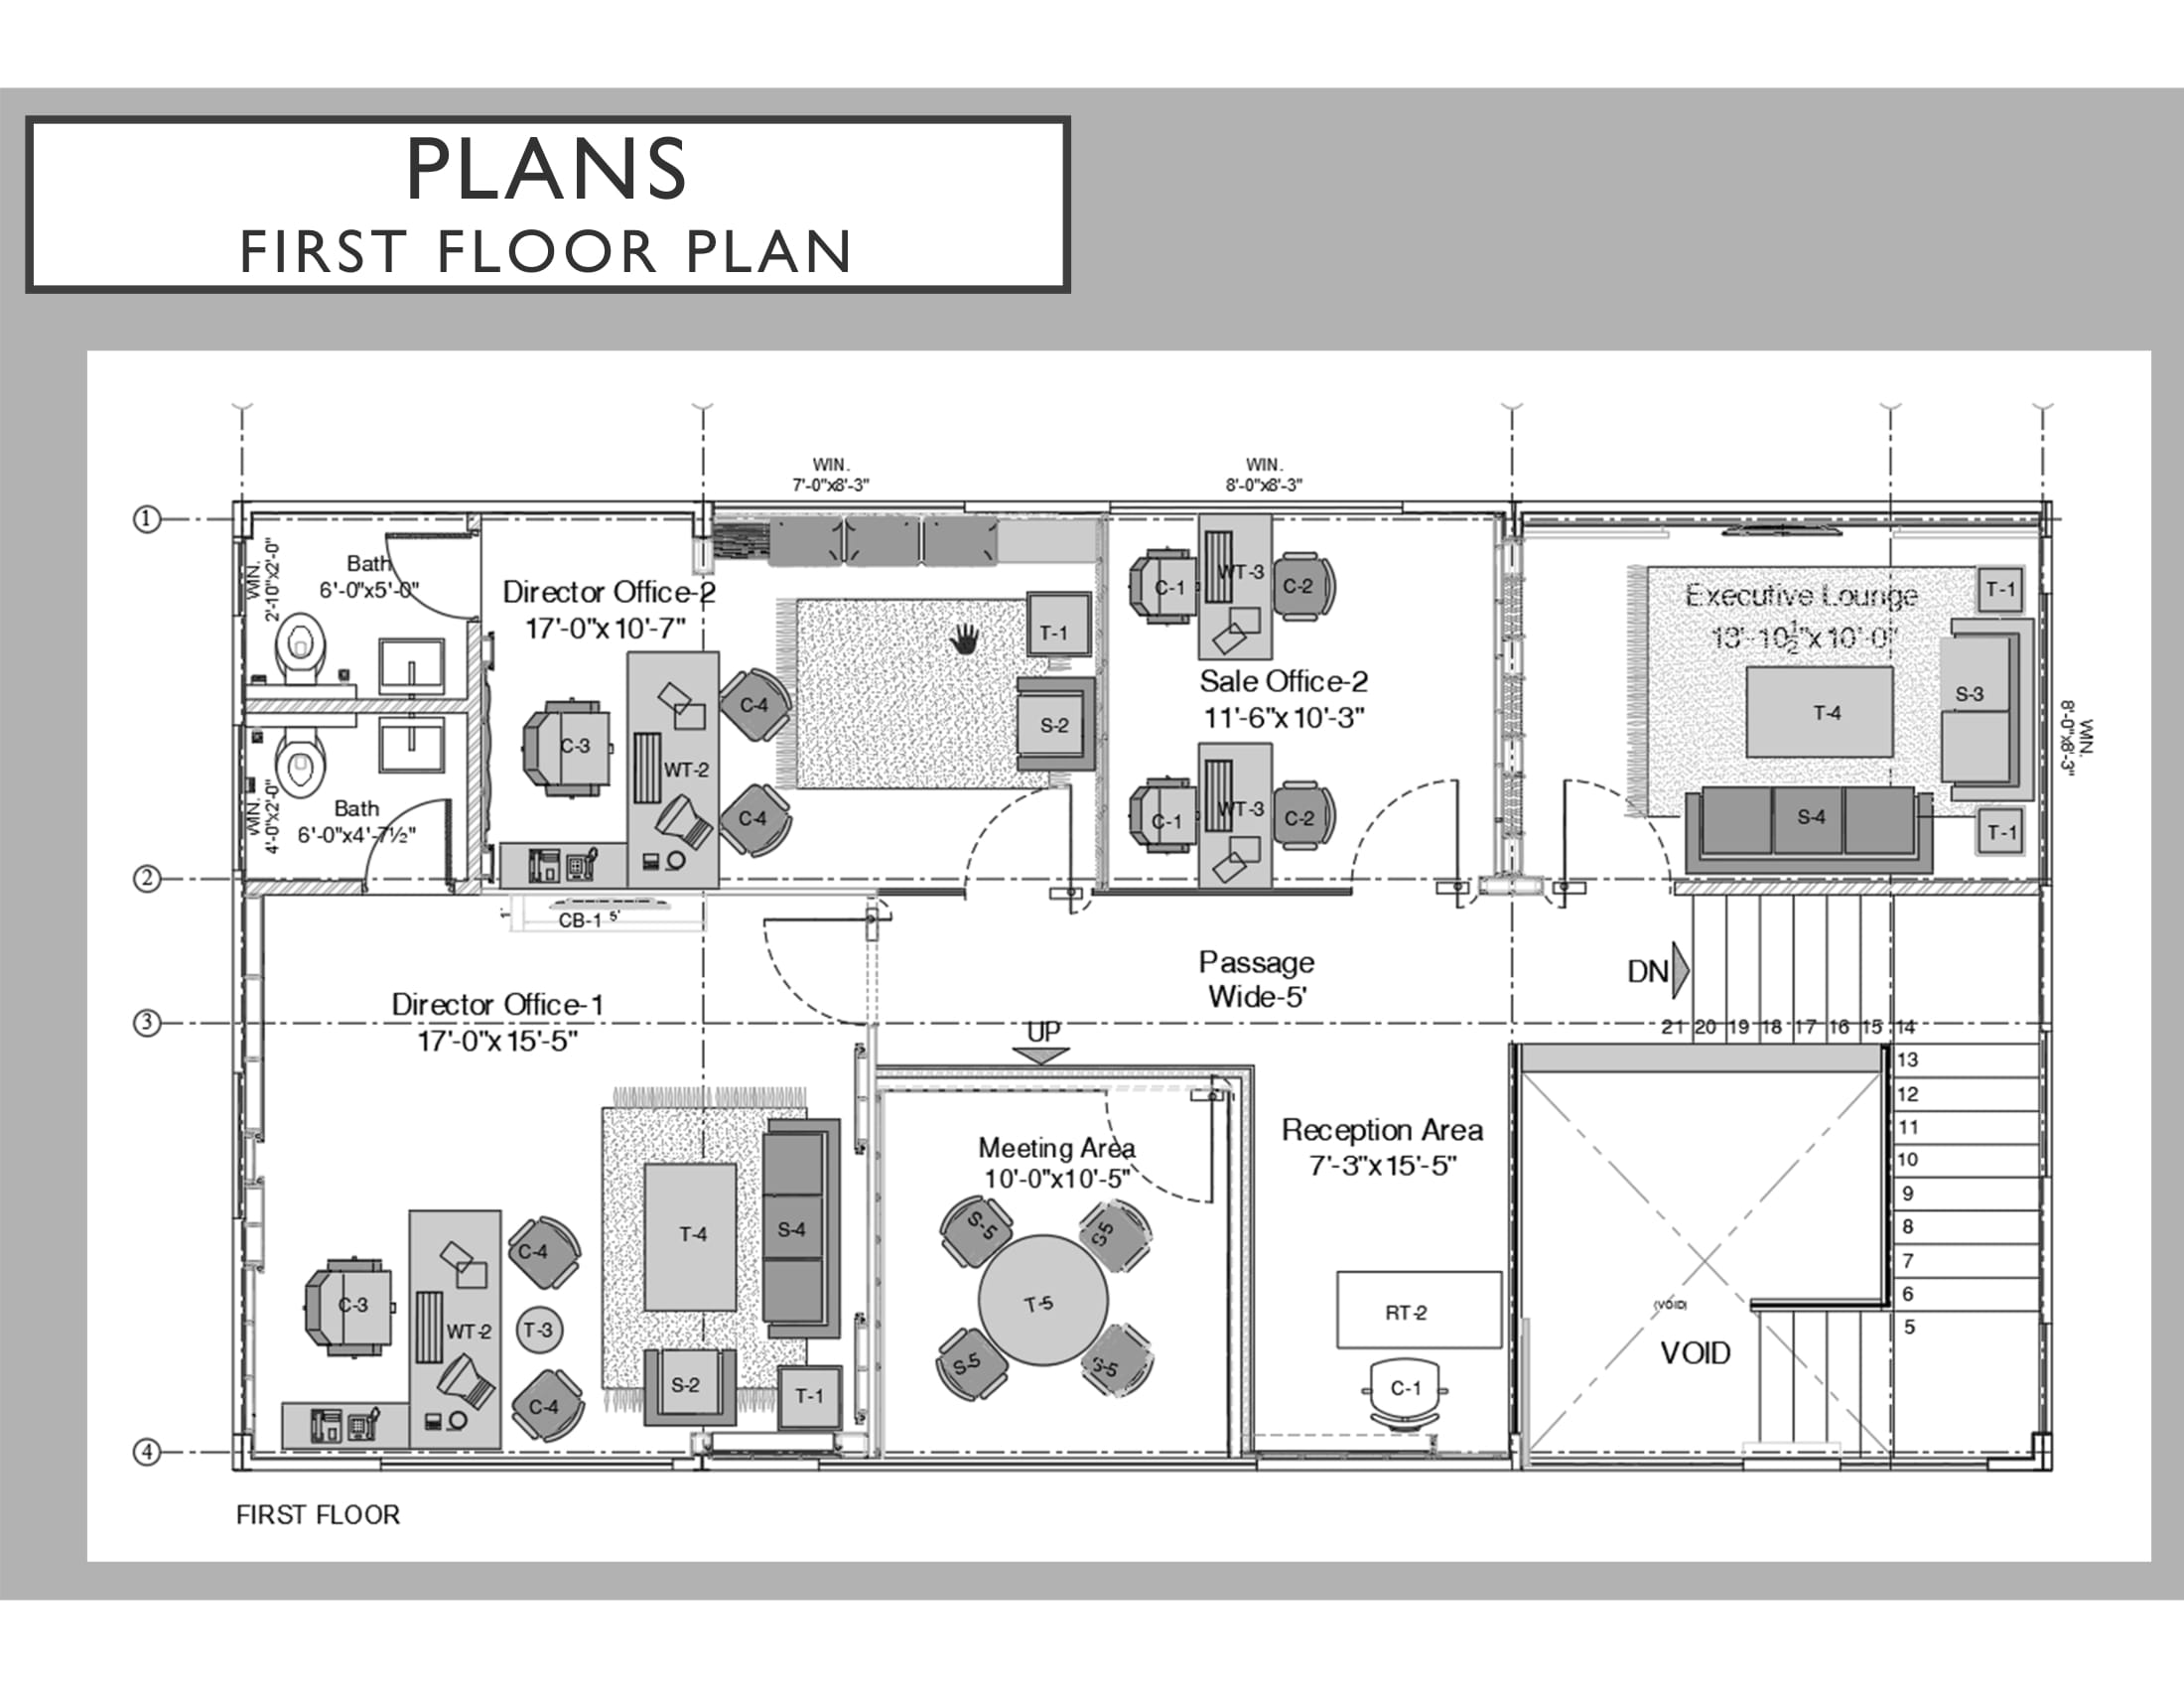 PLANS
FIRST FLOOR PLAN
WIN.
7'-0"x8'-3"
WIN.
8'-0"x8'-3"
1
WIN.
2'-10"x2'-0"
Bath
6'-0"x5'-0"
Director Office-2
17'-0"x10'-7"
T-1
C-1
WT-3
C-2
Executive Lounge
13'-10½"x10'-0"
T-1
C-3
WT-2
C-4
S-2
Sale Office-2
11'-6"x10'-3"
T-4
S-3
WIN.
8'-0"x8'-3"
WIN.
4'-0"x2'-0"
Bath
6'-0"x4'-7½"
C-4
C-1
WT-3
C-2
S-4
T-1
2
CB-1
5'
1'
Passage
Wide-5'
DN
Director Office-1
17'-0"x15'-5"
3
UP
21 20 19 18 17 16 15 14
13
12
11
10
9
8
7
6
5
Meeting Area
10'-0"x10'-5"
Reception Area
7'-3"x15'-5"
C-3
WT-2
C-4
T-3
C-4
T-4
S-4
S-2
T-1
S-5
S-5
T-5
S-5
S-5
RT-2
C-1
(VOID)
VOID
4
FIRST FLOOR